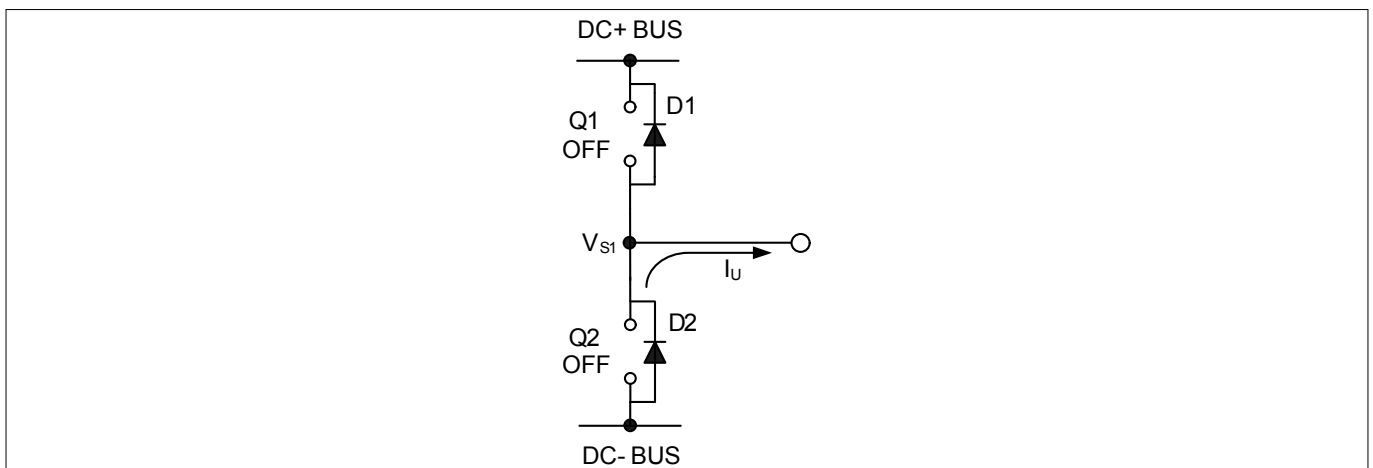 DC+ BUS
D1
Q1
OFF
VS1
IU
D2
Q2
OFF
DC- BUS